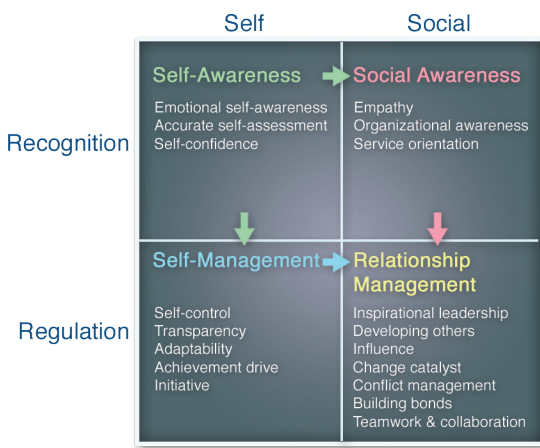 Self
Social
Recognition
Self-Awareness
Emotional self-awareness
Accurate self-assessment
Self-confidence
Social Awareness
Empathy
Organizational awareness
Service orientation
Regulation
Self-Management
Self-control
Transparency
Adaptability
Achievement drive
Initiative
Relationship
Management
Inspirational leadership
Developing others
Influence
Change catalyst
Conflict management
Building bonds
Teamwork & collaboration